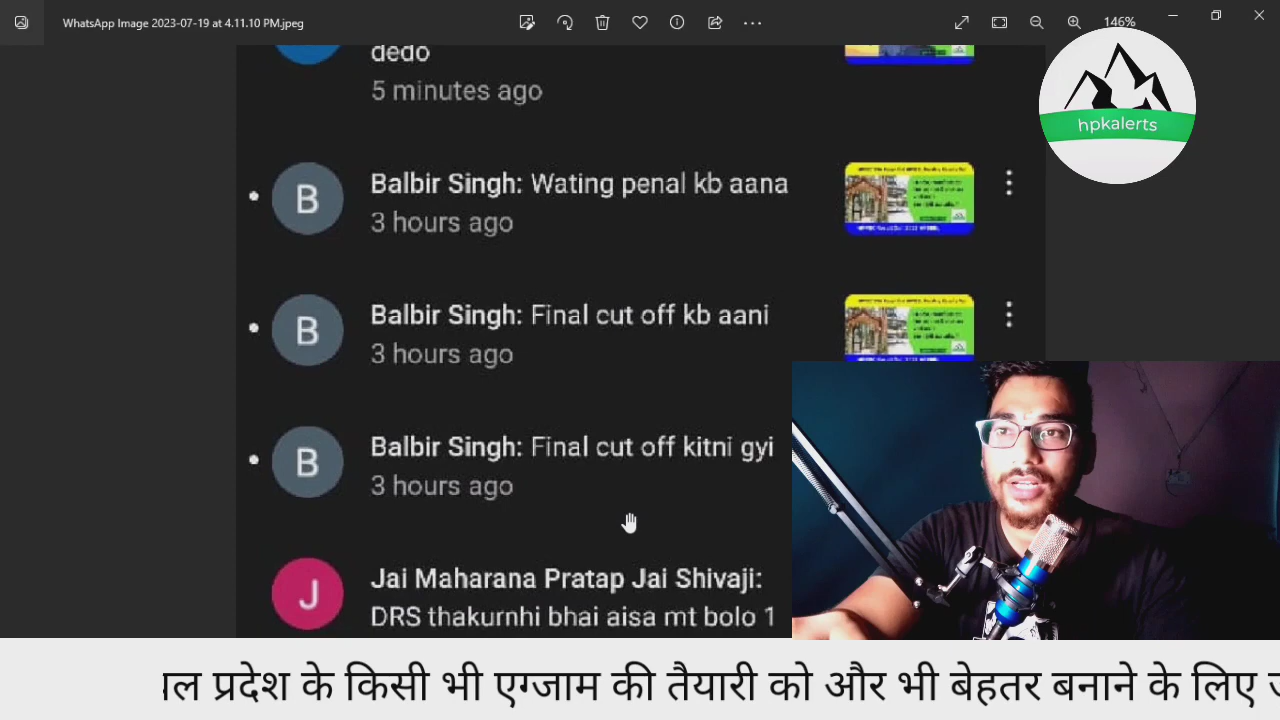 WhatsApp Image 2023-07-19 at 4.11.10 PM.jpeg
146%
hpkalerts
dedo
5 minutes ago
B
Balbir Singh: Wating penal kb aana
3 hours ago
B
Balbir Singh: Final cut off kb aani
3 hours ago
B
Balbir Singh: Final cut off kitni gyi
3 hours ago
J
Jai Maharana Pratap Jai Shivaji:
DRS thakurnhi bhai aisa mt bolo 1
प्रदेश के किसी भी एग्जाम की तैयारी को और भी बेहतर बनाने के लिए